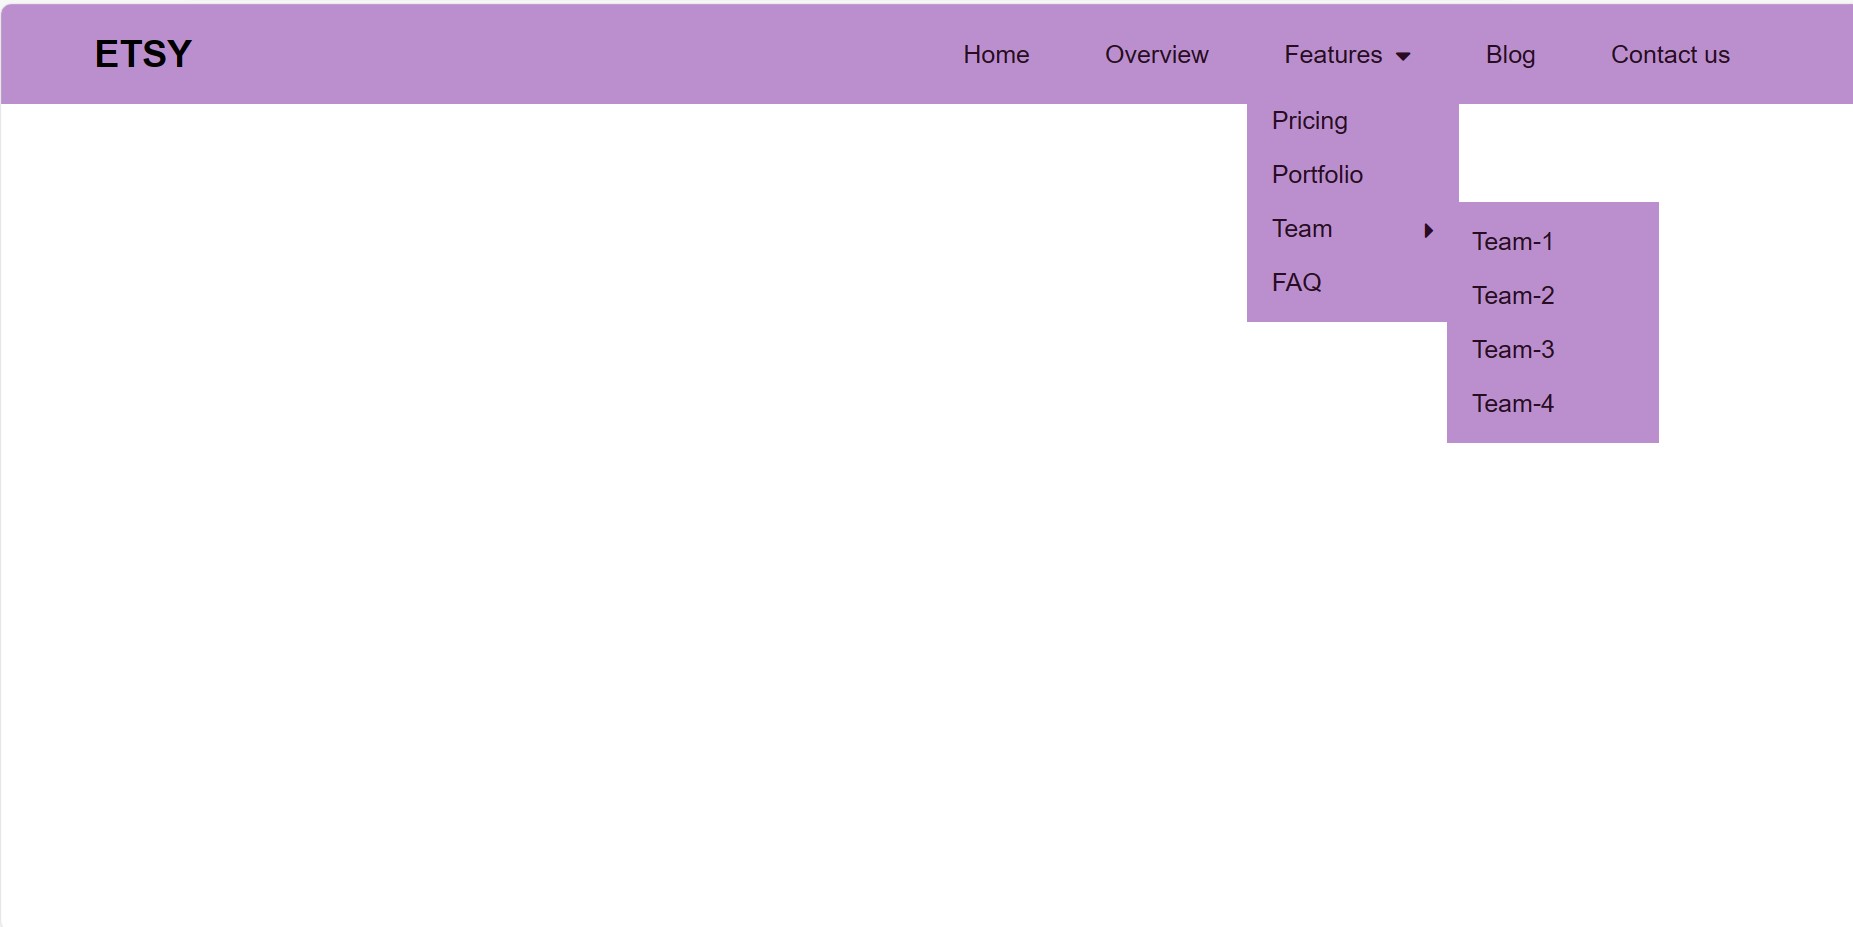 ETSY Home Overview Features Blog Contact us
Pricing
Portfolio
Team
Team-1
FAQ
Team-2
Team-3
Team-4